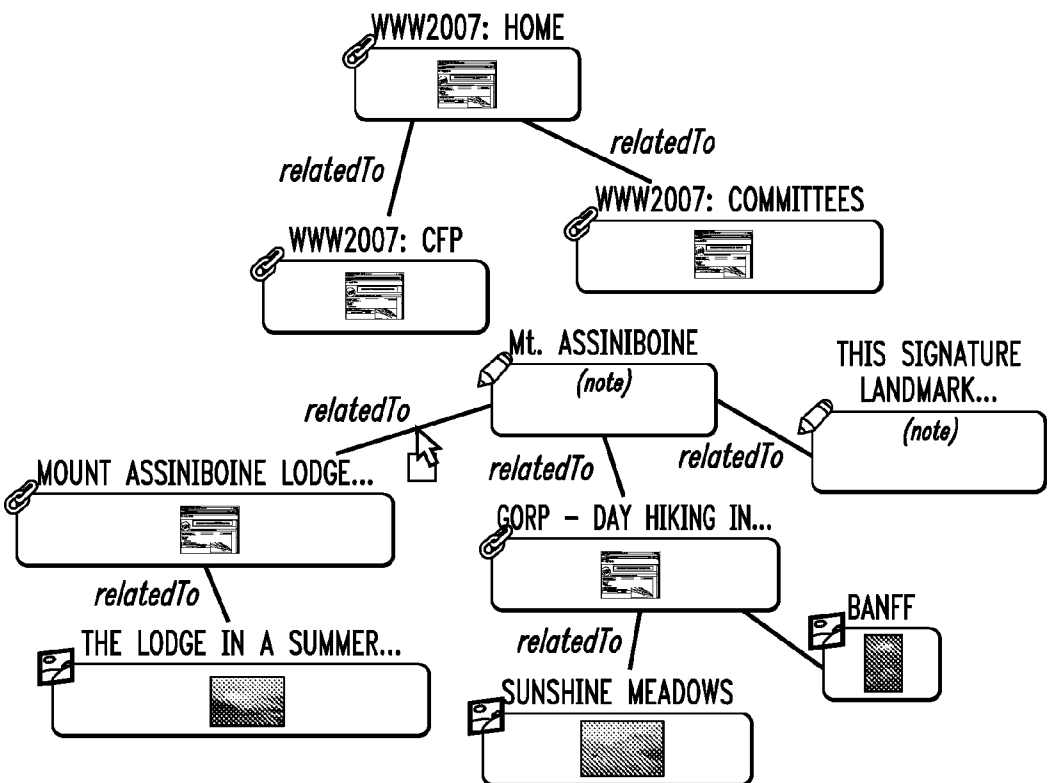 WWW2007: HOME
relatedTo
relatedTo
WWW2007: COMMITTEES
WWW2007: CFP
Mt. ASSINIBOINE
(note)
THIS SIGNATURE
LANDMARK...
(note)
relatedTo
relatedTo
relatedTo
MOUNT ASSINIBOINE LODGE...
GORP - DAY HIKING IN...
relatedTo
BANFF
THE LODGE IN A SUMMER...
relatedTo
SUNSHINE MEADOWS